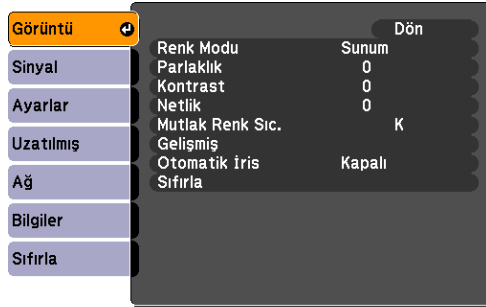 Görüntü
Sinyal
Ayarlar
Uzatılmış
Ağ
Bilgiler
Sıfırla
Dön
Renk Modu Sunum
Parlaklık 0
Kontrast 0
Netlik 0
Mutlak Renk Sıc. K
Gelişmiş
Otomatik İris Kapalı
Sıfırla